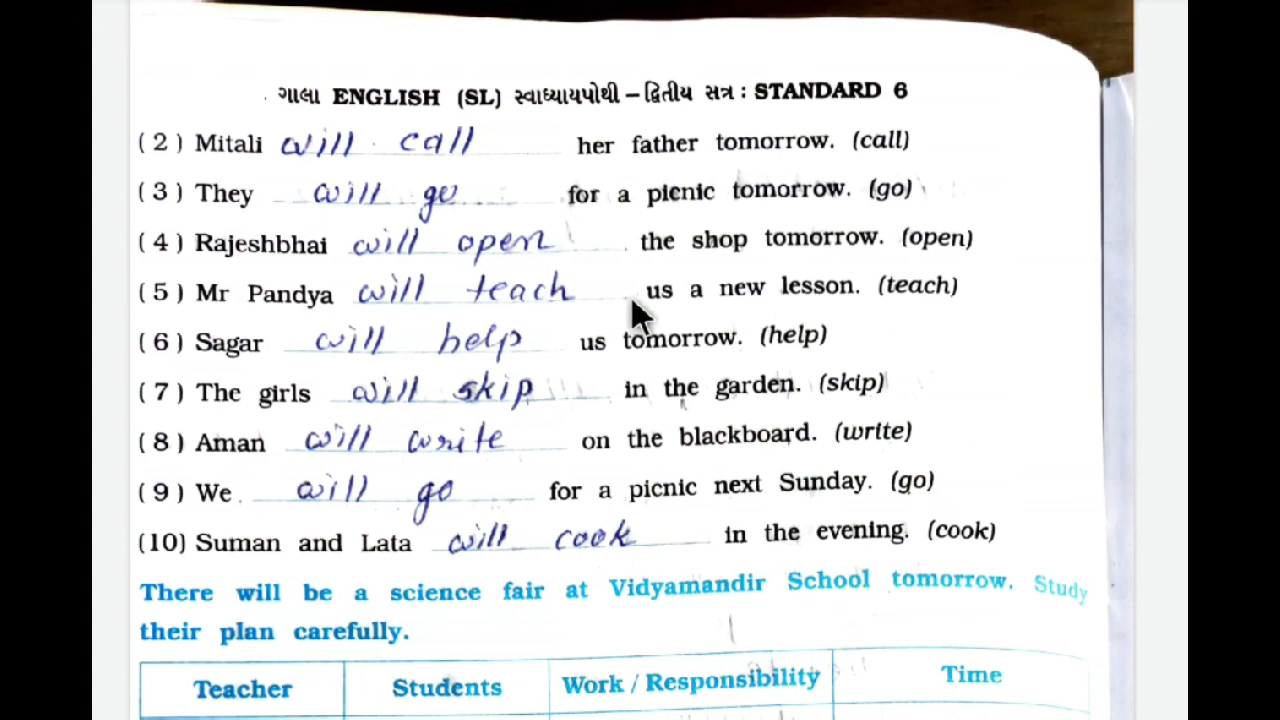 ગાલા ENGLISH (SL) સ્વાધ્યાયપોથી – દ્વિતીય સત્ર : STANDARD 6
(2) Mitali will call her father tomorrow. (call)
(3) They will go for a picnic tomorrow. (go)
(4) Rajeshbhai will open the shop tomorrow. (open)
(5) Mr Pandya will teach us a new lesson. (teach)
(6) Sagar will help us tomorrow. (help)
(7) The girls will skip in the garden. (skip)
(8) Aman will write on the blackboard. (write)
(9) We will go for a picnic next Sunday. (go)
(10) Suman and Lata will cook in the evening. (cook)
There will be a science fair at Vidyamandir School tomorrow. Study
their plan carefully.
Teacher Students Work / Responsibility Time